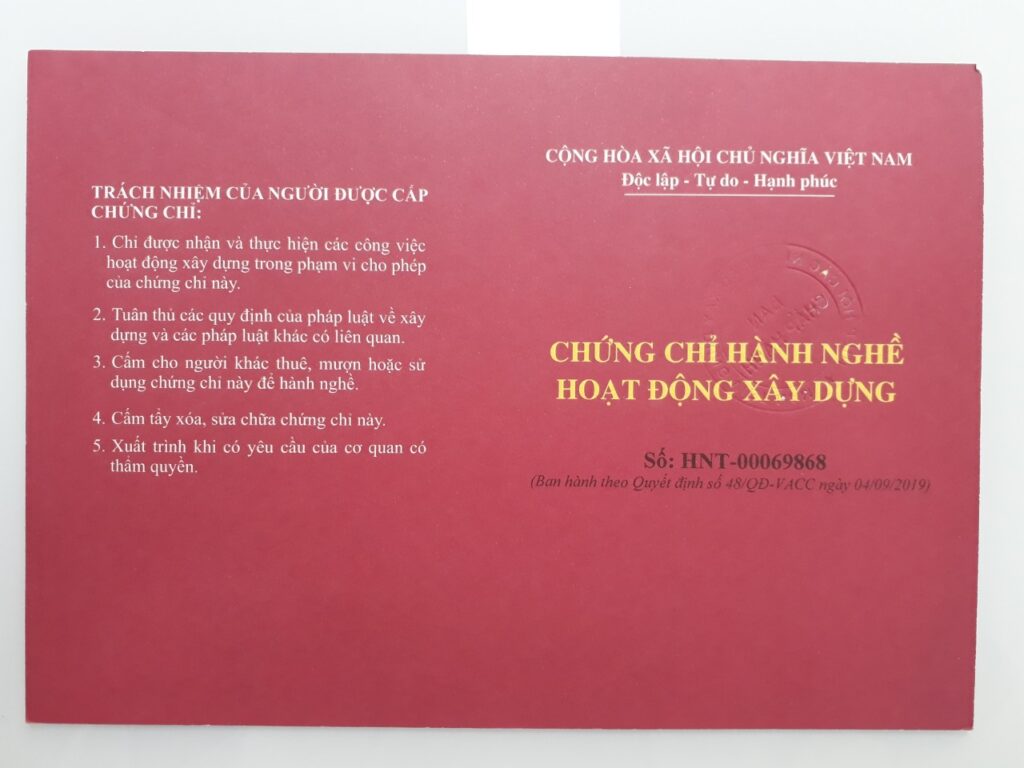 TRÁCH NHIỆM CỦA NGƯỜI ĐƯỢC CẤP
CHỨNG CHỈ:
1. Chỉ được nhận và thực hiện các công việc
hoạt động xây dựng trong phạm vi cho phép
của chứng chỉ này.
2. Tuân thủ các quy định của pháp luật về xây
dựng và các pháp luật khác có liên quan.
3. Cấm cho người khác thuê, mượn hoặc sử
dụng chứng chỉ này để hành nghề.
4. Cấm tẩy xóa, sửa chữa chứng chỉ này.
5. Xuất trình khi có yêu cầu của cơ quan có
thẩm quyền.
CỘNG HÒA XÃ HỘI CHỦ NGHĨA VIỆT NAM
Độc lập - Tự do - Hạnh phúc
CHỨNG CHỈ HÀNH NGHỀ
HOẠT ĐỘNG XÂY DỰNG
Số: HNT-00069868
(Ban hành theo Quyết định số 48/QĐ-VACC ngày 04/09/2019)